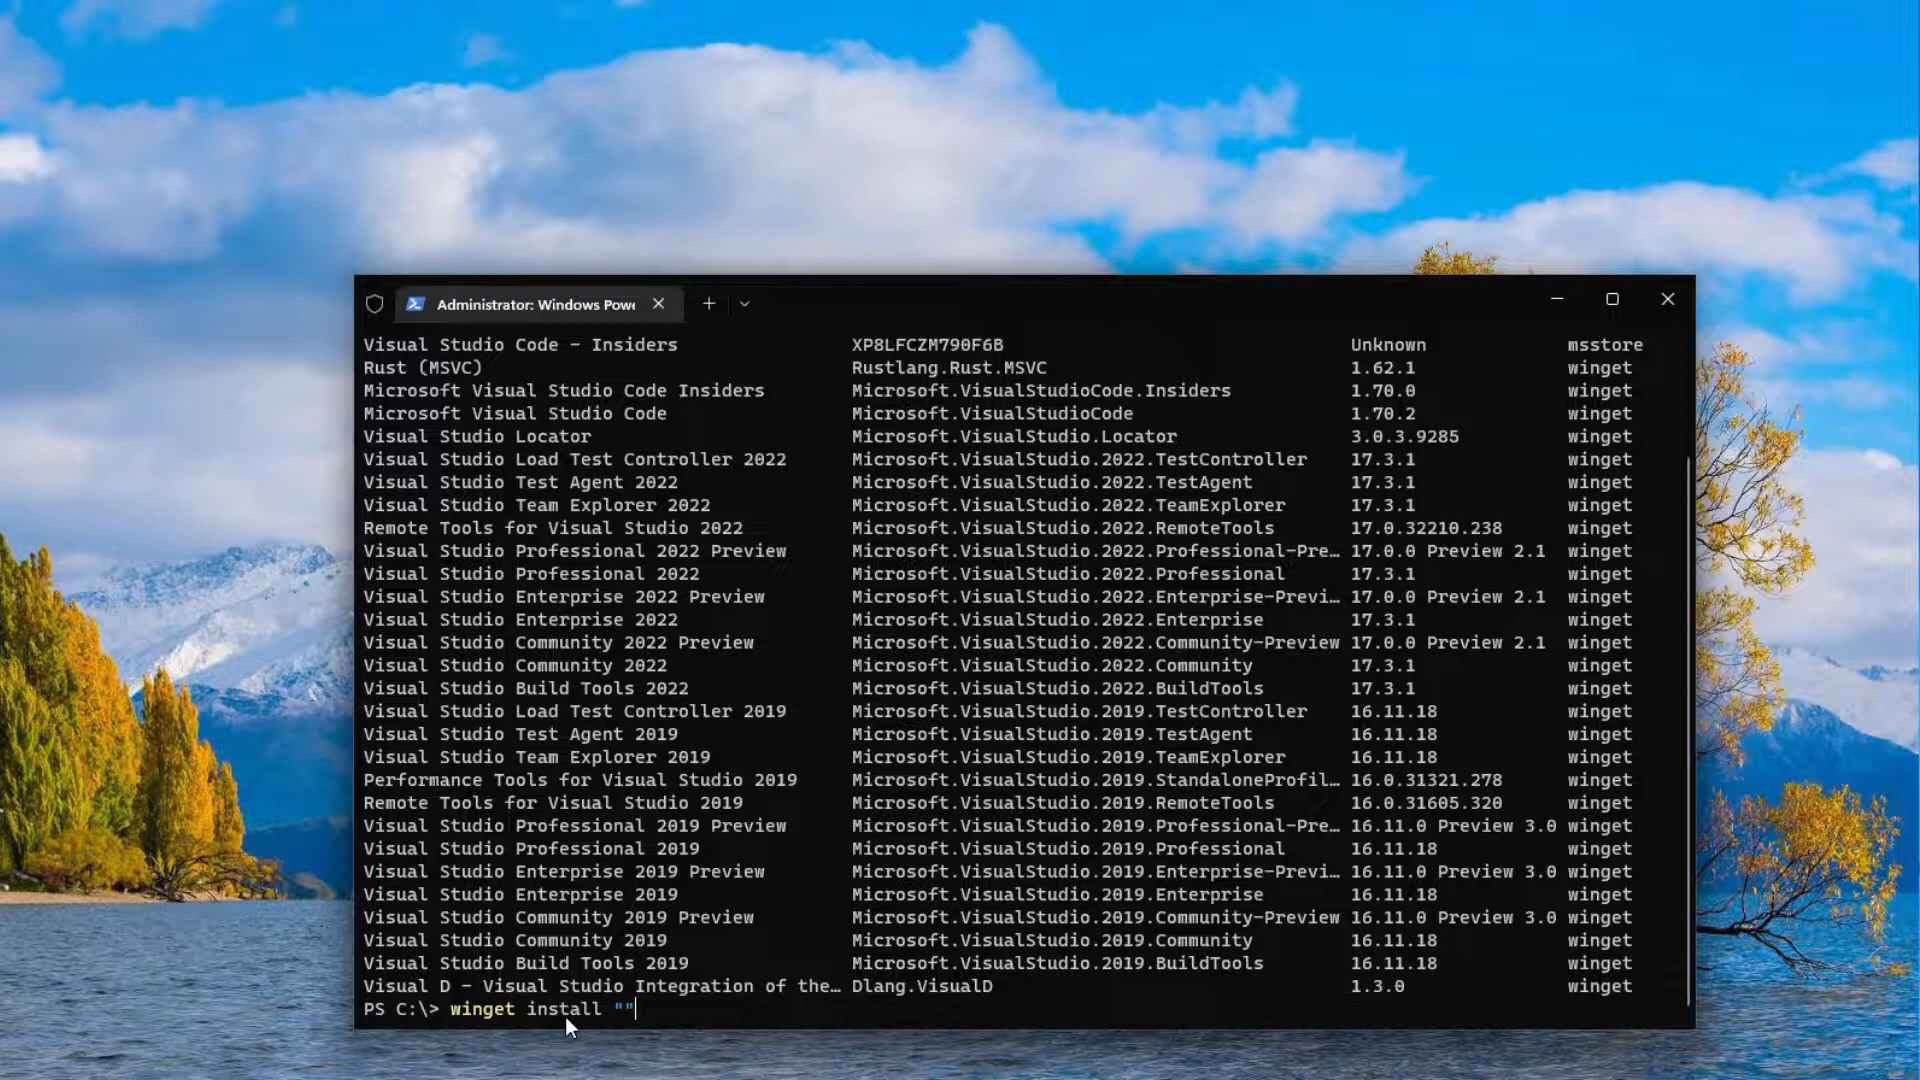 Administrator: Windows Powe
Visual Studio Code - Insiders XP8LFCZM790F6B Unknown msstore
Rust (MSVC) Rustlang.Rust.MSVC 1.62.1 winget
Microsoft Visual Studio Code Insiders Microsoft.VisualStudioCode.Insiders 1.70.0 winget
Microsoft Visual Studio Code Microsoft.VisualStudioCode 1.70.2 winget
Visual Studio Locator Microsoft.VisualStudio.Locator 3.0.3.9285 winget
Visual Studio Load Test Controller 2022 Microsoft.VisualStudio.2022.TestController 17.3.1 winget
Visual Studio Test Agent 2022 Microsoft.VisualStudio.2022.TestAgent 17.3.1 winget
Visual Studio Team Explorer 2022 Microsoft.VisualStudio.2022.TeamExplorer 17.3.1 winget
Remote Tools for Visual Studio 2022 Microsoft.VisualStudio.2022.RemoteTools 17.0.32210.238 winget
Visual Studio Professional 2022 Preview Microsoft.VisualStudio.2022.Professional-Pre… 17.0.0 Preview 2.1 winget
Visual Studio Professional 2022 Microsoft.VisualStudio.2022.Professional 17.3.1 winget
Visual Studio Enterprise 2022 Preview Microsoft.VisualStudio.2022.Enterprise-Previ… 17.0.0 Preview 2.1 winget
Visual Studio Enterprise 2022 Microsoft.VisualStudio.2022.Enterprise 17.3.1 winget
Visual Studio Community 2022 Preview Microsoft.VisualStudio.2022.Community-Preview 17.0.0 Preview 2.1 winget
Visual Studio Community 2022 Microsoft.VisualStudio.2022.Community 17.3.1 winget
Visual Studio Build Tools 2022 Microsoft.VisualStudio.2022.BuildTools 17.3.1 winget
Visual Studio Load Test Controller 2019 Microsoft.VisualStudio.2019.TestController 16.11.18 winget
Visual Studio Test Agent 2019 Microsoft.VisualStudio.2019.TestAgent 16.11.18 winget
Visual Studio Team Explorer 2019 Microsoft.VisualStudio.2019.TeamExplorer 16.11.18 winget
Performance Tools for Visual Studio 2019 Microsoft.VisualStudio.2019.StandaloneProfil… 16.0.31321.278 winget
Remote Tools for Visual Studio 2019 Microsoft.VisualStudio.2019.RemoteTools 16.0.31605.320 winget
Visual Studio Professional 2019 Preview Microsoft.VisualStudio.2019.Professional-Pre… 16.11.0 Preview 3.0 winget
Visual Studio Professional 2019 Microsoft.VisualStudio.2019.Professional 16.11.18 winget
Visual Studio Enterprise 2019 Preview Microsoft.VisualStudio.2019.Enterprise-Previ… 16.11.0 Preview 3.0 winget
Visual Studio Enterprise 2019 Microsoft.VisualStudio.2019.Enterprise 16.11.18 winget
Visual Studio Community 2019 Preview Microsoft.VisualStudio.2019.Community-Preview 16.11.0 Preview 3.0 winget
Visual Studio Community 2019 Microsoft.VisualStudio.2019.Community 16.11.18 winget
Visual Studio Build Tools 2019 Microsoft.VisualStudio.2019.BuildTools 16.11.18 winget
Visual D - Visual Studio Integration of the… Dlang.VisualD 1.3.0 winget
PS C:\> winget install ""